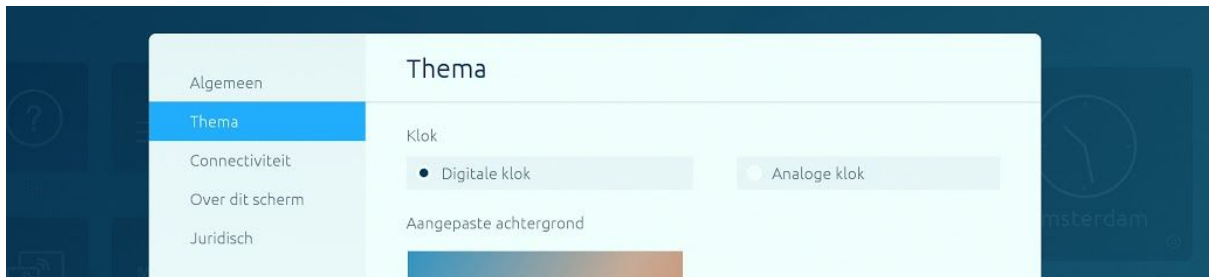 Algemeen
Thema
Connectiviteit
Over dit scherm
Juridisch
Thema
Klok
Digitale klok
Analoge klok
Aangepaste achtergrond
msterdam